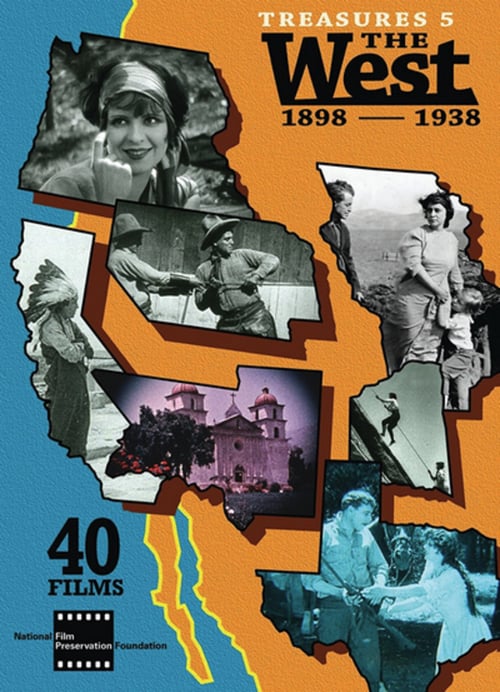 TREASURES 5
THE
West
1898 — 1938
40
FILMS
National Film
Preservation Foundation